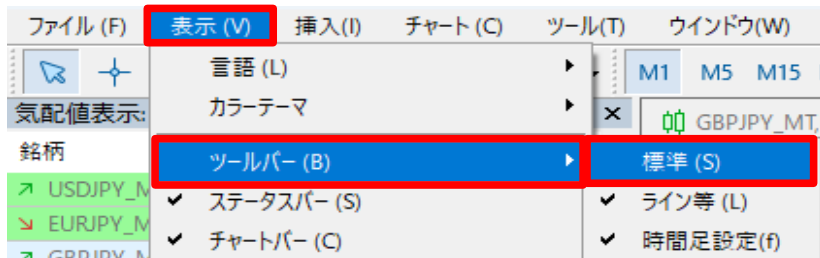 ファイル (F) 表示 (V) 挿入(I) チャート (C) ツール(T) ウインドウ(W)
言語 (L) M1 M5 M15
気配値表示: カラーテーマ GBPJPY_MT,
銘柄 ツールバー (B) 標準 (S)
USDJPY_M ステータスバー (S) ライン等 (L)
EURJPY_M チャートバー (C) 時間足設定(f)
GBPJPY_M